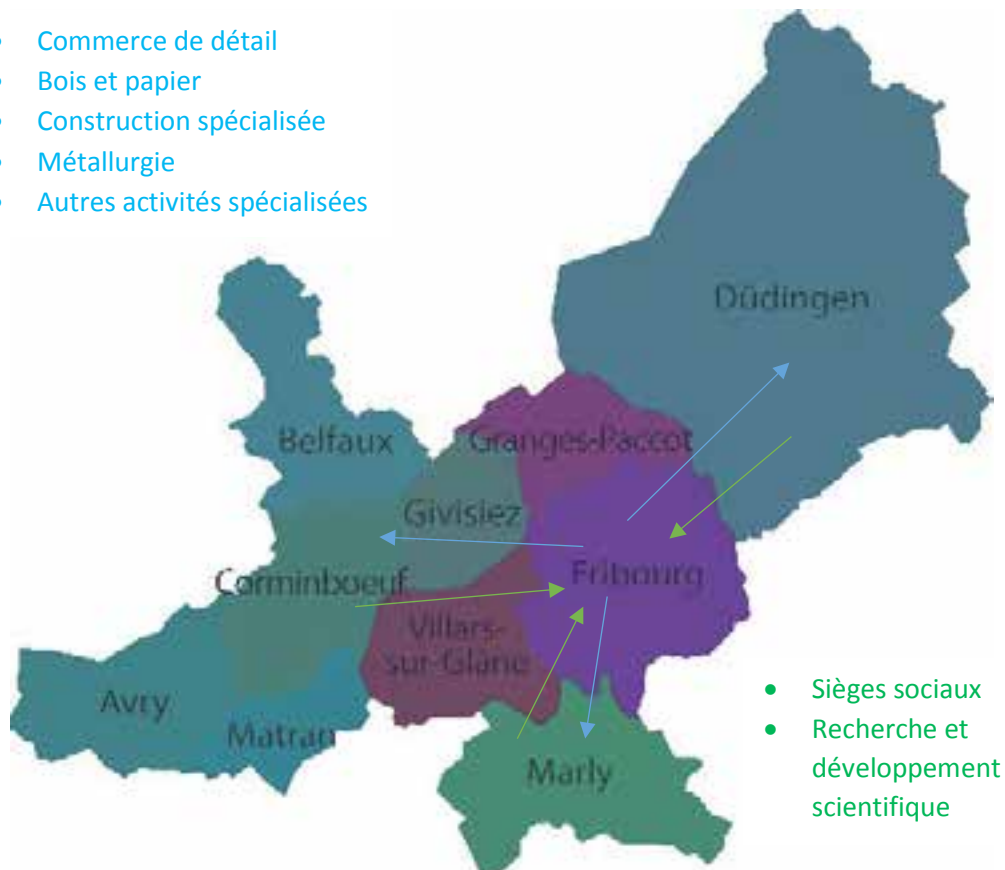 • Commerce de détail
• Bois et papier
• Construction spécialisée
• Métallurgie
• Autres activités spécialisées
Düdingen
Belfaux
Granges-Paccot
Givisiez
Fribourg
Corminboeuf
Villars-
sur-Glâne
Avry
Matran
Marly
• Sièges sociaux
• Recherche et
développement
scientifique